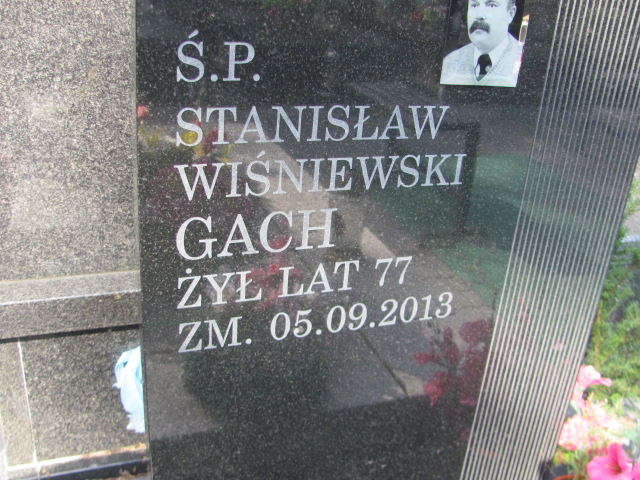 Ś.P.
STANISŁAW
WIŚNIEWSKI
GACH
ŻYŁ LAT 77
ZM. 05.09.2013